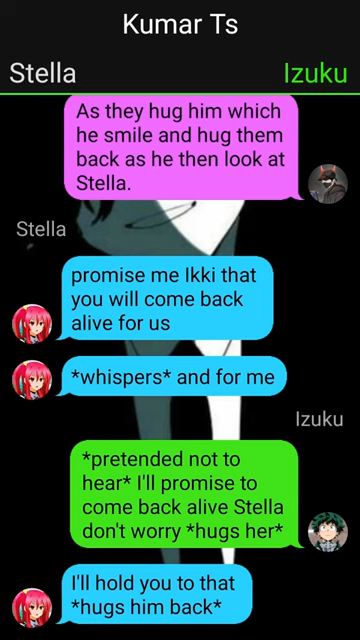 Kumar Ts
Stella
Izuku
As they hug him which
he smile and hug them
back as he then look at
Stella.
Stella
promise me Ikki that
you will come back
alive for us
*whispers* and for me
Izuku
*pretended not to
hear* I'll promise to
come back alive Stella
don't worry *hugs her*
I'll hold you to that
*hugs him back*